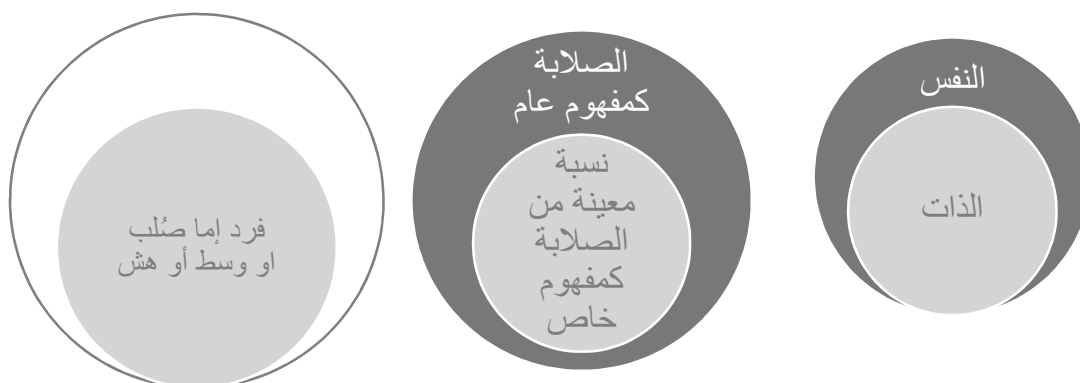 النفس
الذات
الصلابة
كمفهوم عام
نسبة
معينة من
الصلابة
كمفهوم
خاص
فرد إما صُلب
او وسط أو هش